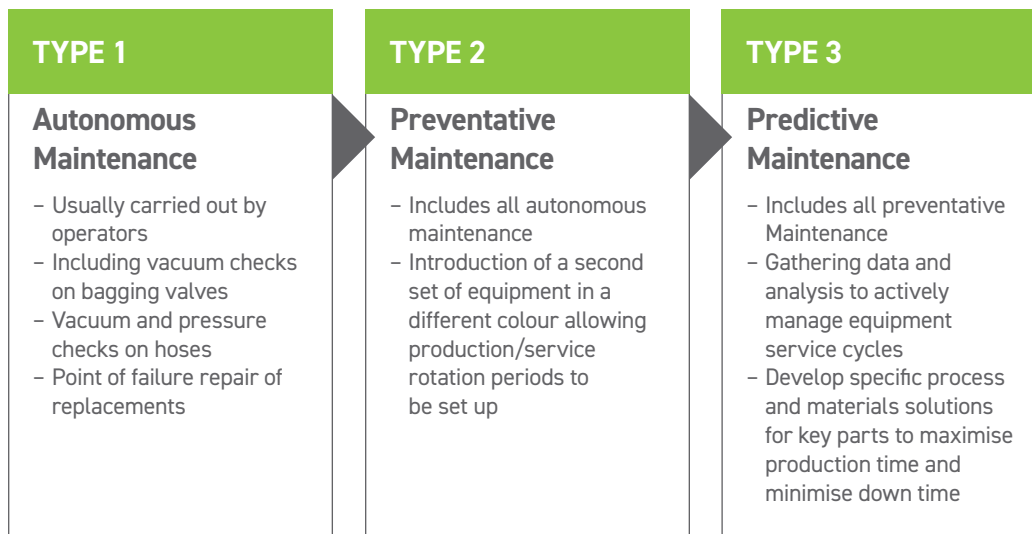 TYPE 1
Autonomous
Maintenance
– Usually carried out by
operators
– Including vacuum checks
on bagging valves
– Vacuum and pressure
checks on hoses
– Point of failure repair of
replacements
TYPE 2
Preventative
Maintenance
– Includes all autonomous
maintenance
– Introduction of a second
set of equipment in a
different colour allowing
production/service
rotation periods to
be set up
TYPE 3
Predictive
Maintenance
– Includes all preventative
Maintenance
– Gathering data and
analysis to actively
manage equipment
service cycles
– Develop specific process
and materials solutions
for key parts to maximise
production time and
minimise down time